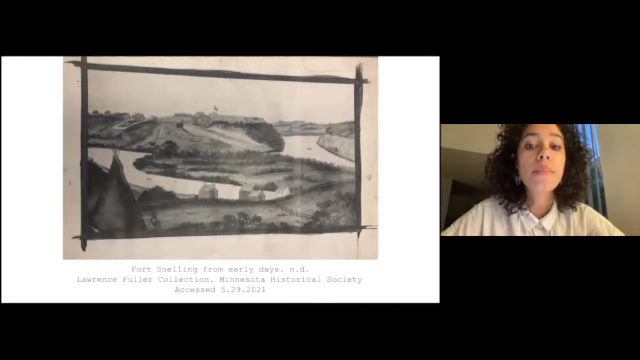 Fort Snelling from early days. n.d.
Lawrence Fuller Collection. Minnesota Historical Society
Accessed 5.29.2021